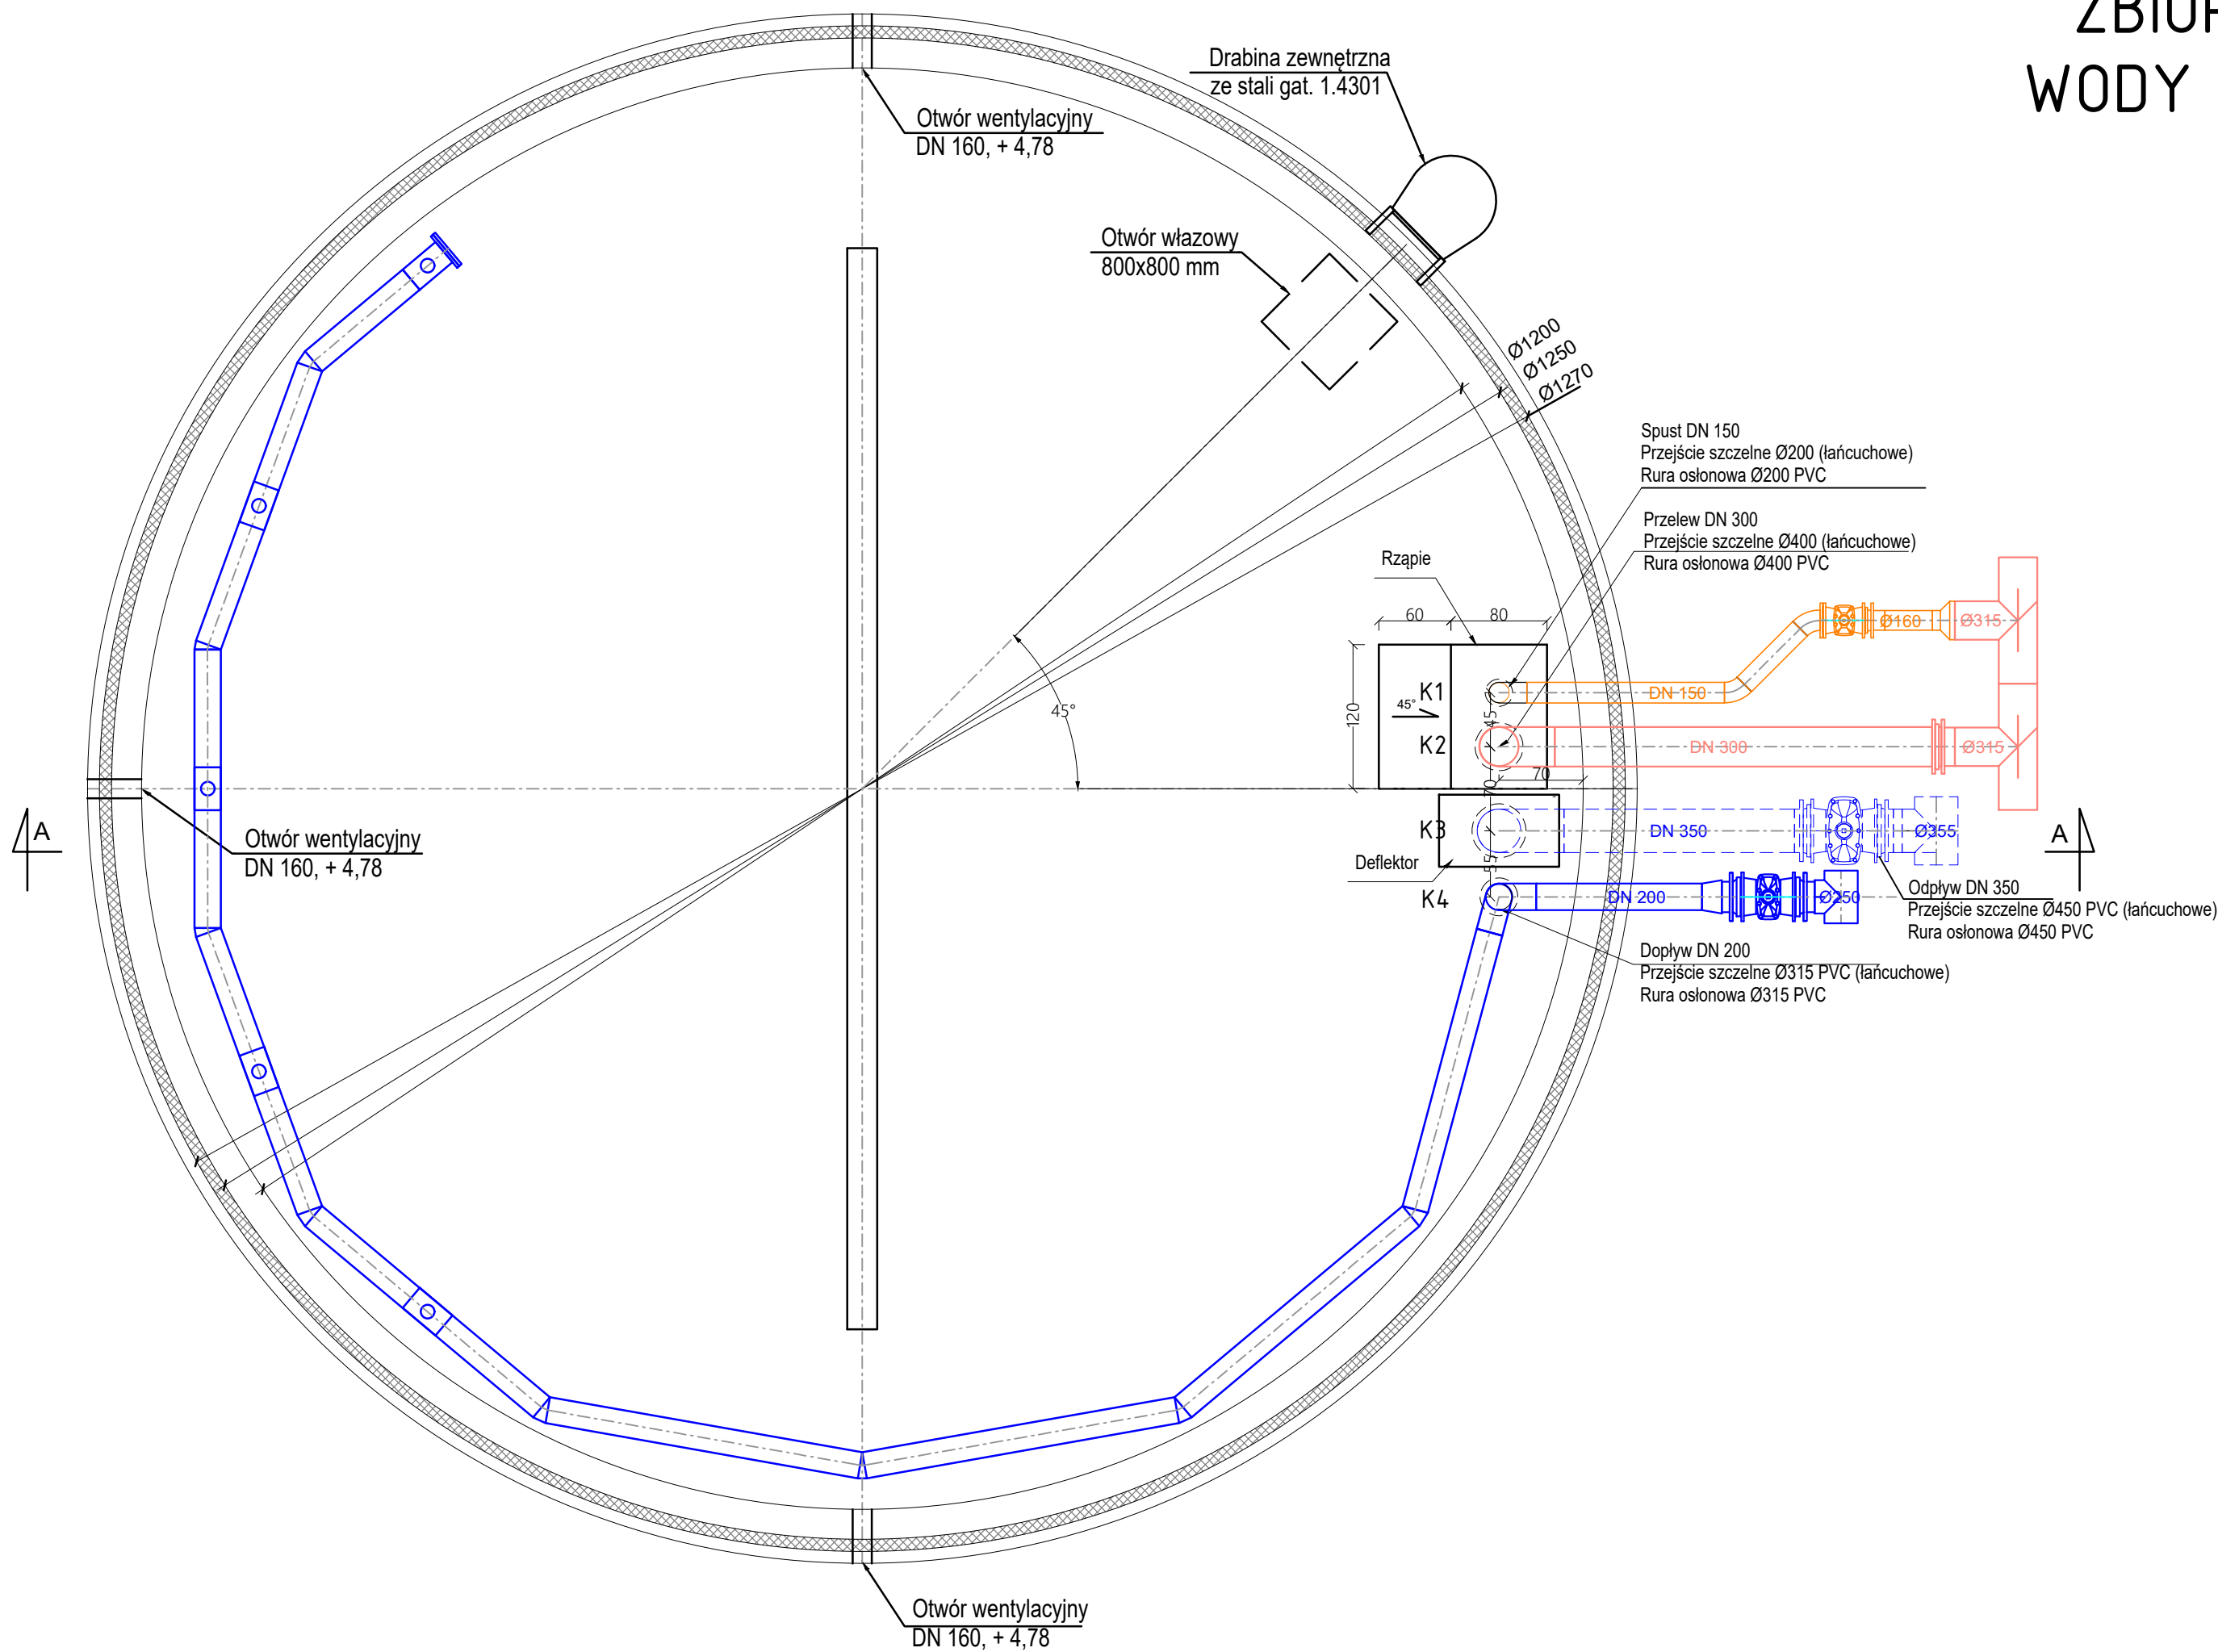 ZBIOR
WODY
Drabina zewnętrzna
ze stali gat. 1.4301
Otwór wentylacyjny
DN 160, + 4,78
Otwór włazowy
800x800 mm
Ø1200
Ø1250
Ø1270
Spust DN 150
Przejście szczelne Ø200 (łańcuchowe)
Rura osłonowa Ø200 PVC
Przelew DN 300
Przejście szczelne Ø400 (łańcuchowe)
Rura osłonowa Ø400 PVC
Rząpie
60
80
Ø160
Ø315
K1
DN 150
45°
120
45
45°
K2
DN 300
Ø315
70
70
A
Otwór wentylacyjny
DN 160, + 4,78
K3
DN 350
Ø355
A
Deflektor
55
K4
DN 200
Ø250
Odpływ DN 350
Przejście szczelne Ø450 PVC (łańcuchowe)
Rura osłonowa Ø450 PVC
Dopływ DN 200
Przejście szczelne Ø315 PVC (łańcuchowe)
Rura osłonowa Ø315 PVC
Otwór wentylacyjny
DN 160, + 4,78